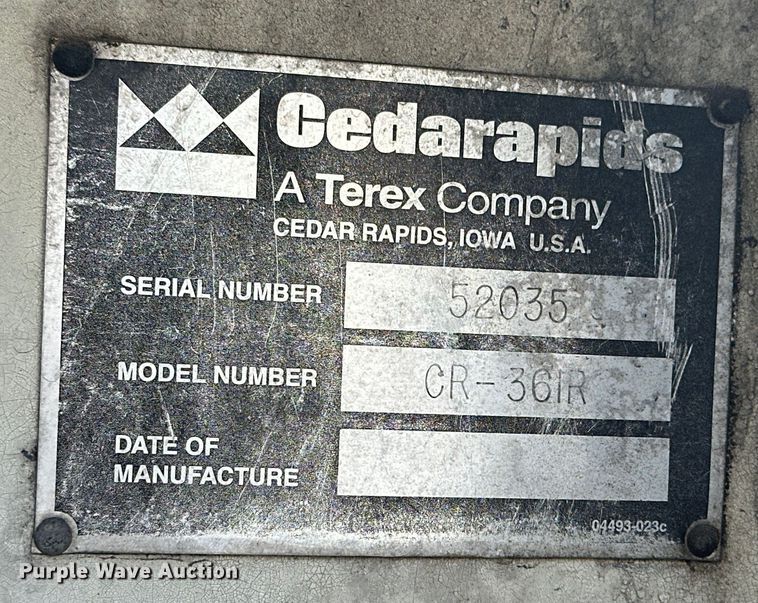 Cedarapids
A Terex Company
CEDAR RAPIDS, IOWA U.S.A.
SERIAL NUMBER 52035
MODEL NUMBER CR-361R
DATE OF
MANUFACTURE
04493-023c
Purple Wave Auction